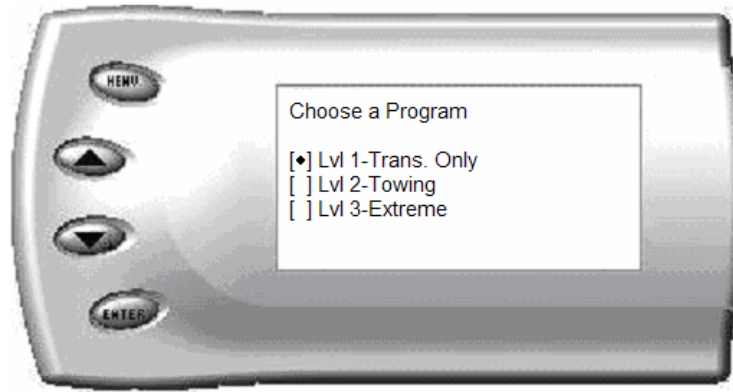 MENU
Choose a Program
[◆] Lvl 1-Trans. Only
[ ] Lvl 2-Towing
[ ] Lvl 3-Extreme
ENTER